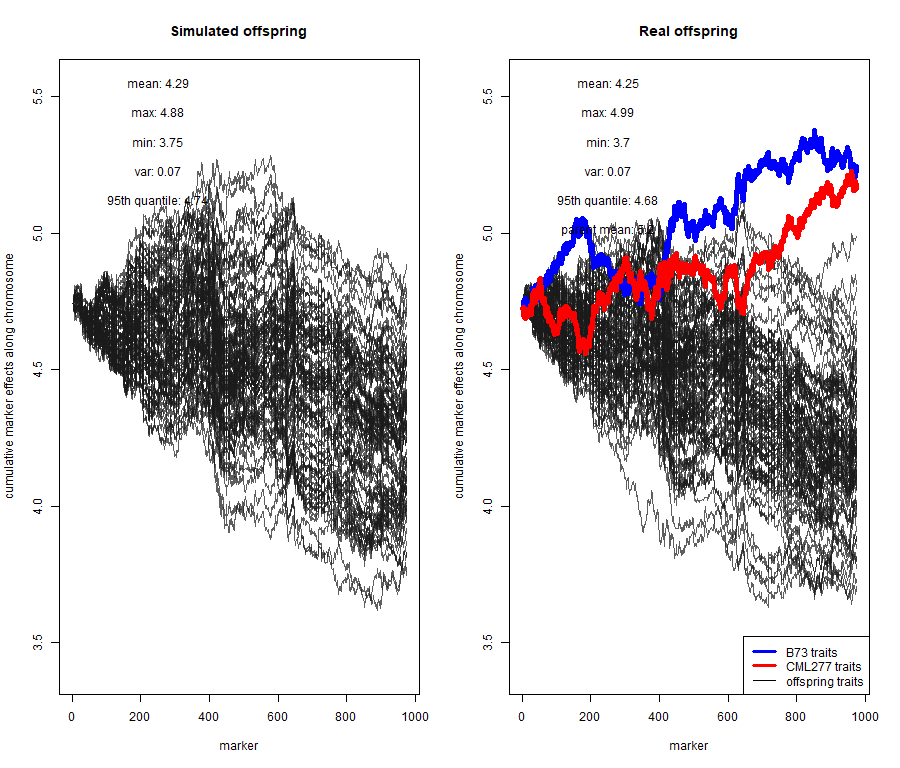 Simulated offspring
mean: 4.29
max: 4.88
min: 3.75
var: 0.07
95th quantile: 4.74
cumulative marker effects along chromosome
5.5
5.0
4.5
4.0
3.5
0 200 400 600 800 1000
marker
Real offspring
mean: 4.25
max: 4.99
min: 3.7
var: 0.07
95th quantile: 4.68
parent mean:
cumulative marker effects along chromosome
5.5
5.0
4.5
4.0
3.5
B73 traits
CML277 traits
offspring traits
0 200 400 600 800 1000
marker